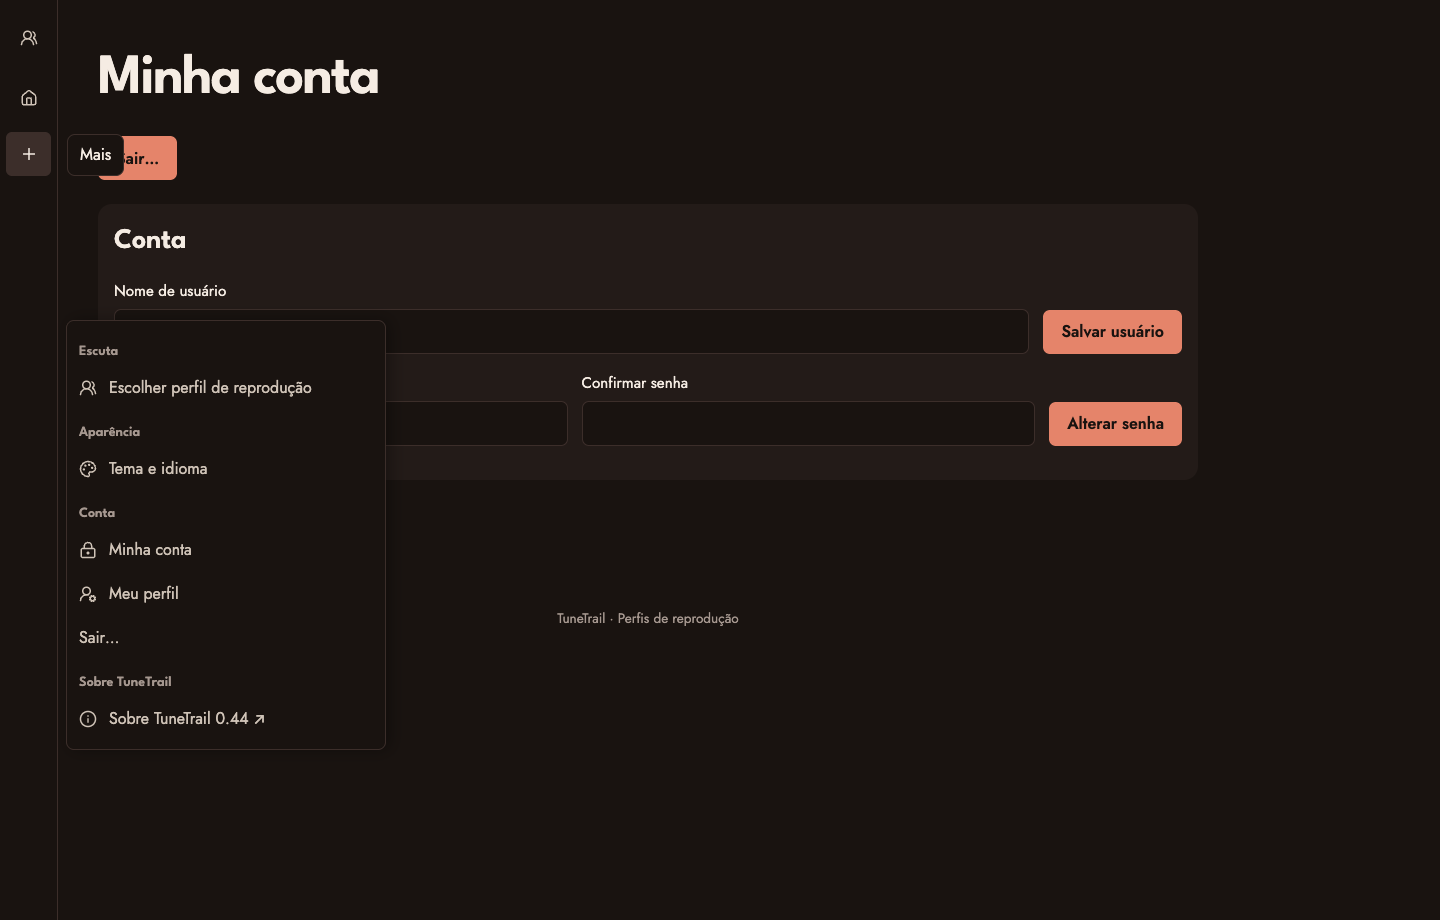 Minha conta
Mais
Sair...
Conta
Nome de usuário
Salvar usuário
Confirmar senha
Alterar senha
Escuta
Escolher perfil de reprodução
Aparência
Tema e idioma
Conta
Minha conta
Meu perfil
Sair...
Sobre TuneTrail
Sobre TuneTrail 0.44 ↗
TuneTrail · Perfis de reprodução